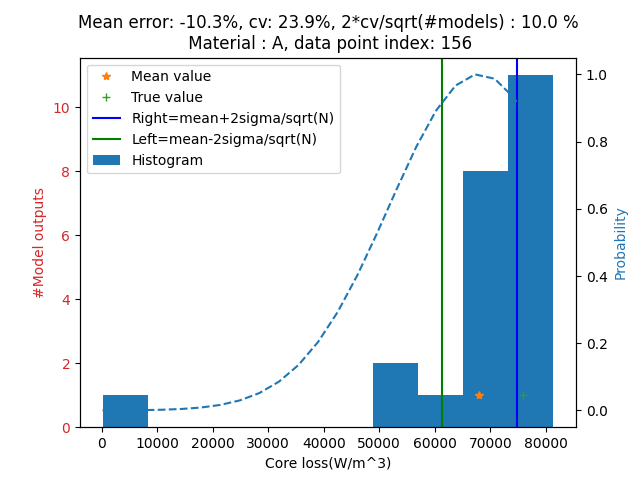 Mean error: -10.3%, cv: 23.9%, 2*cv/sqrt(#models) : 10.0 %
Material : A, data point index: 156
Mean value
True value
Right=mean+2sigma/sqrt(N)
Left=mean-2sigma/sqrt(N)
Histogram
#Model outputs
10
8
6
4
2
0
0
10000
20000
30000
40000
50000
60000
70000
80000
Core loss(W/m^3)
1.0
0.8
0.6
0.4
0.2
0.0
Probability